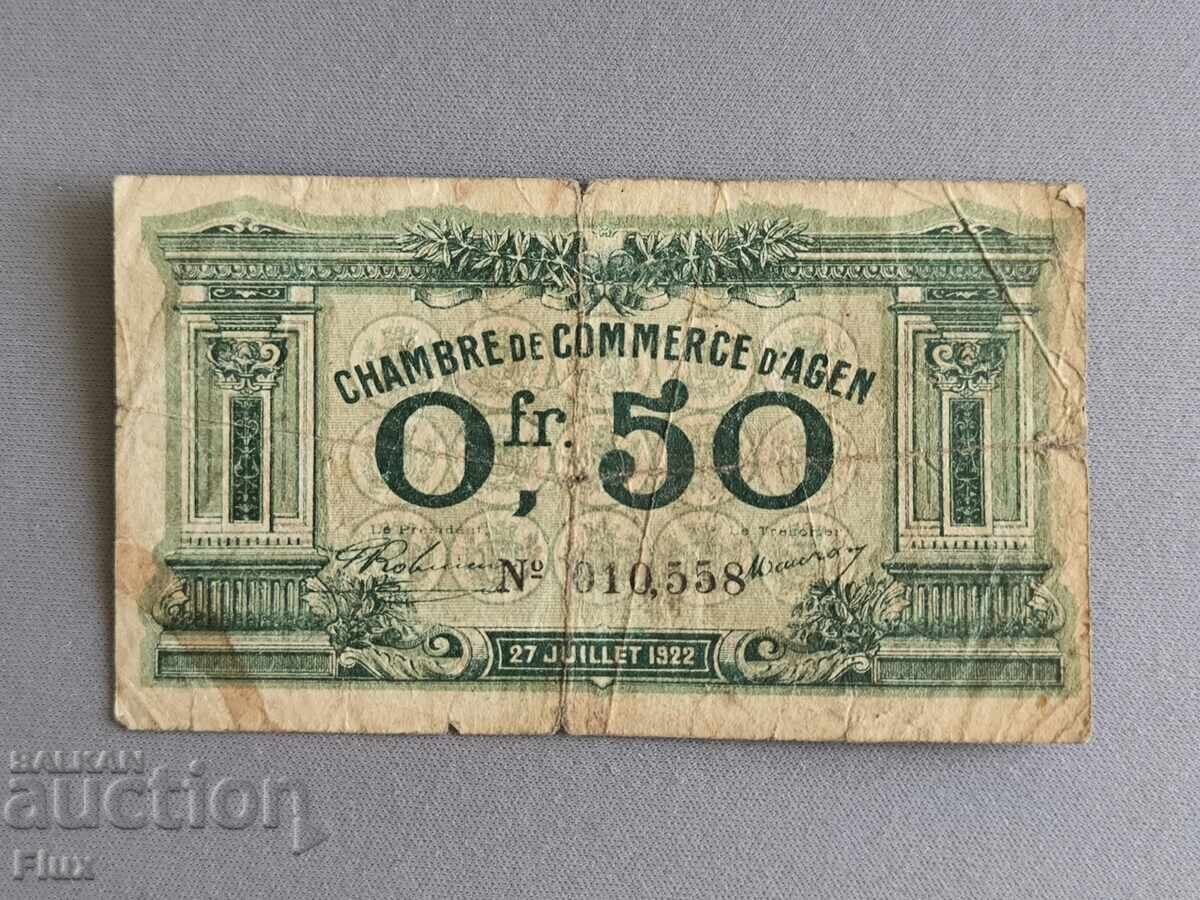 CHAMBRE DE COMMERCE D'AGEN
0 fr., 50
Le Président, Le Trésorier,
Nº 010,558
27 JUILLET 1922
BALKAN
auction
Flux